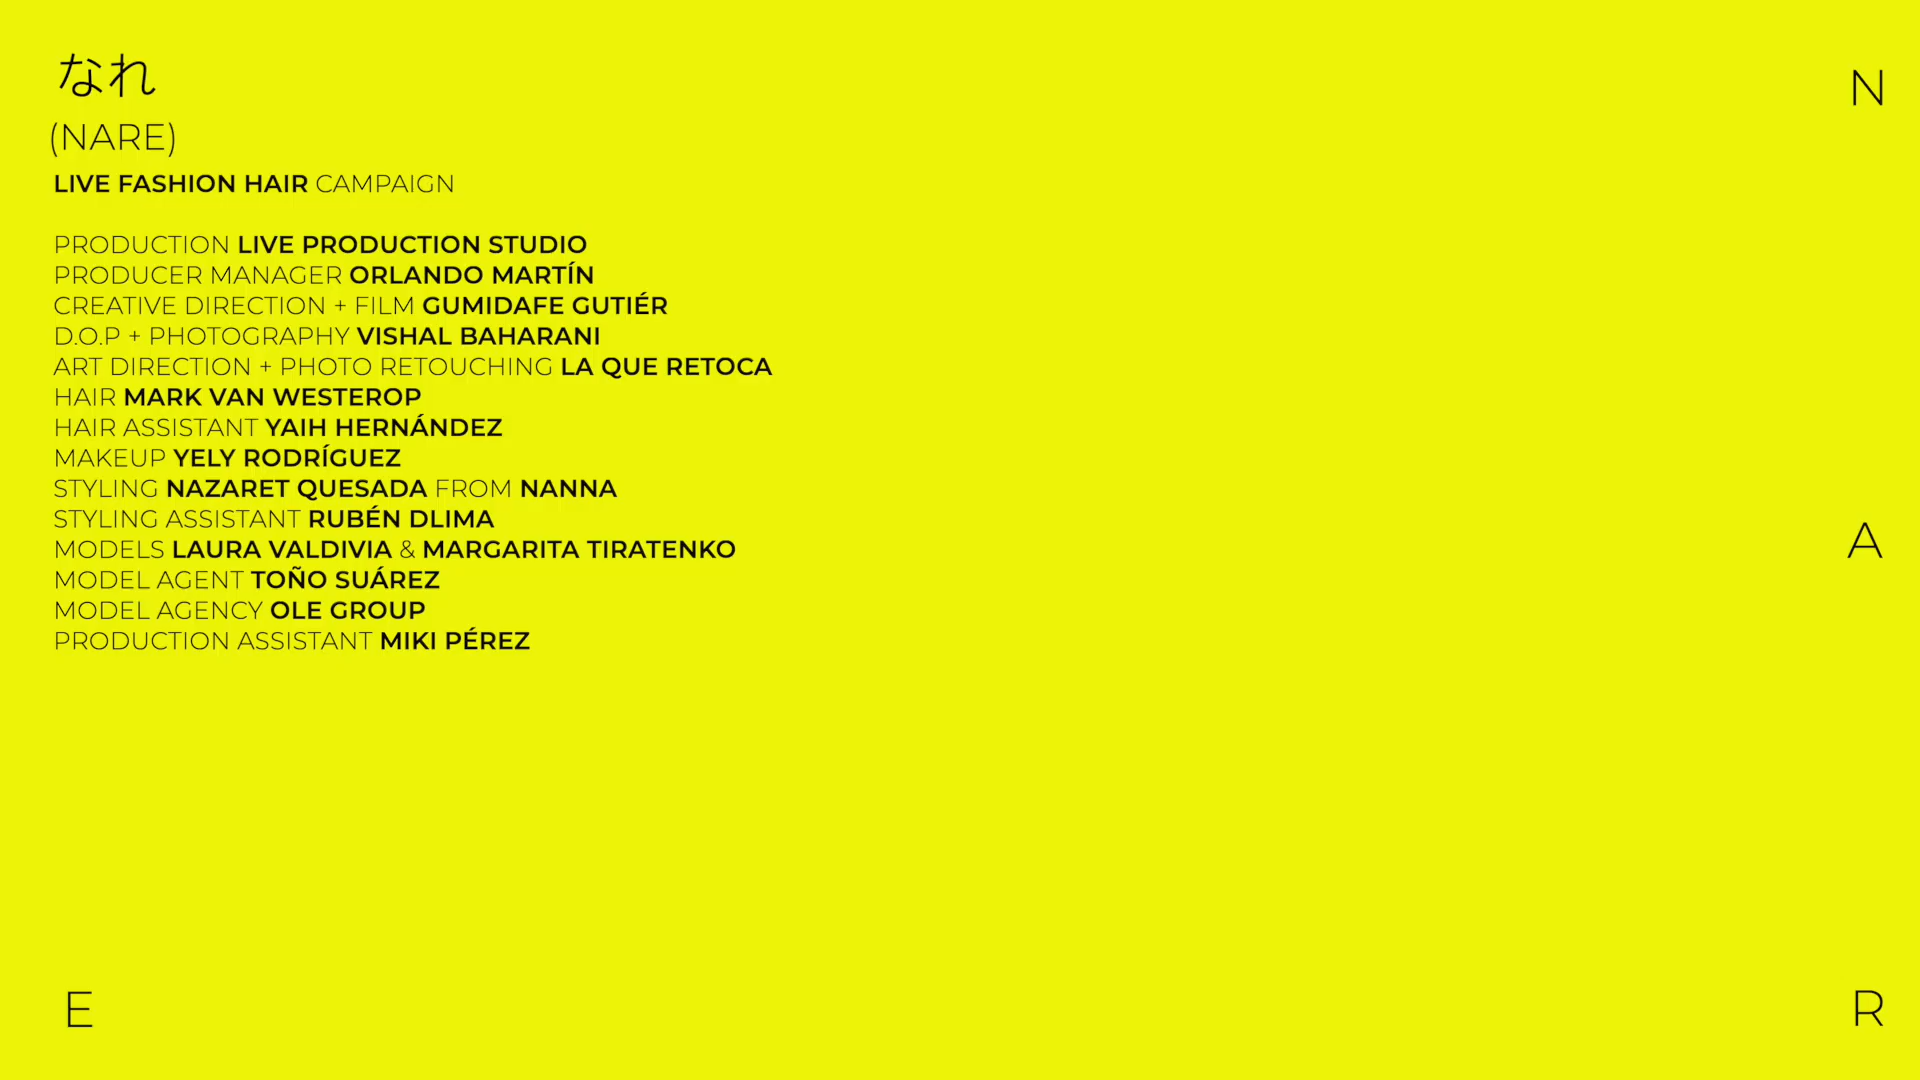 なれ
(NARE)
LIVE FASHION HAIR CAMPAIGN
PRODUCTION LIVE PRODUCTION STUDIO
PRODUCER MANAGER ORLANDO MARTÍN
CREATIVE DIRECTION + FILM GUMIDAFE GUTIÉR
D.O.P + PHOTOGRAPHY VISHAL BAHARANI
ART DIRECTION + PHOTO RETOUCHING LA QUE RETOCA
HAIR MARK VAN WESTEROP
HAIR ASSISTANT YAIH HERNÁNDEZ
MAKEUP YELY RODRÍGUEZ
STYLING NAZARET QUESADA FROM NANNA
STYLING ASSISTANT RUBÉN DLIMA
MODELS LAURA VALDIVIA & MARGARITA TIRATENKO
MODEL AGENT TOÑO SUÁREZ
MODEL AGENCY OLE GROUP
PRODUCTION ASSISTANT MIKI PÉREZ
N
A
R
E